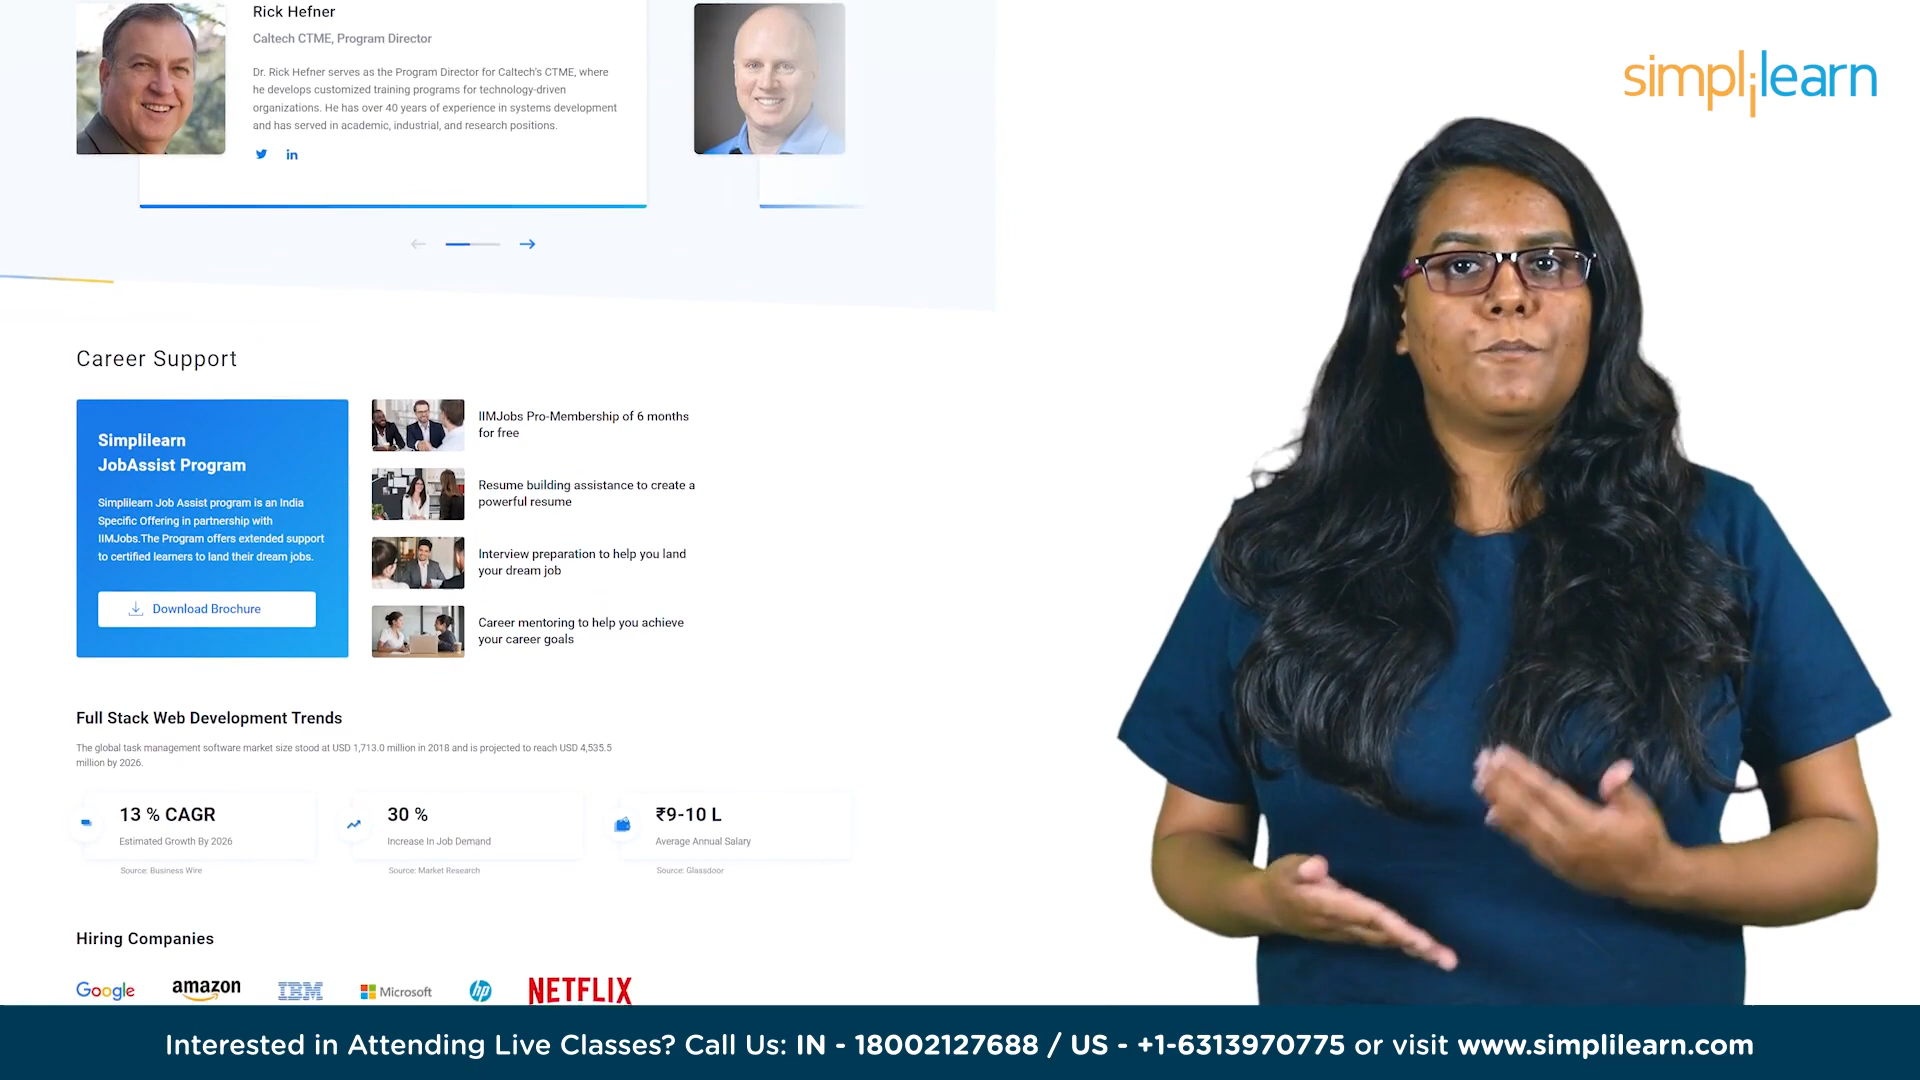 Rick Hefner
Caltech CTME, Program Director
Dr. Rick Hefner serves as the Program Director for Caltech's CTME, where
he develops customized training programs for technology-driven
organizations. He has over 40 years of experience in systems development
and has served in academic, industrial, and research positions.
simplilearn
Career Support
Simplilearn
JobAssist Program
Simplilearn Job Assist program is an India
Specific Offering in partnership with
IIMJobs.The Program offers extended support
to certified learners to land their dream jobs.
Download Brochure
IIMJobs Pro-Membership of 6 months
for free
Resume building assistance to create a
powerful resume
Interview preparation to help you land
your dream job
Career mentoring to help you achieve
your career goals
Full Stack Web Development Trends
The global task management software market size stood at USD 1,713.0 million in 2018 and is projected to reach USD 4,535.5
million by 2026.
13 % CAGR
Estimated Growth By 2026
Source: Business Wire
30 %
Increase In Job Demand
Source: Market Research
₹9-10 L
Average Annual Salary
Source: Glassdoor
Hiring Companies
Google amazon IBM Microsoft hp NETFLIX
Interested in Attending Live Classes? Call Us: IN - 18002127688 / US - +1-6313970775 or visit www.simplilearn.com